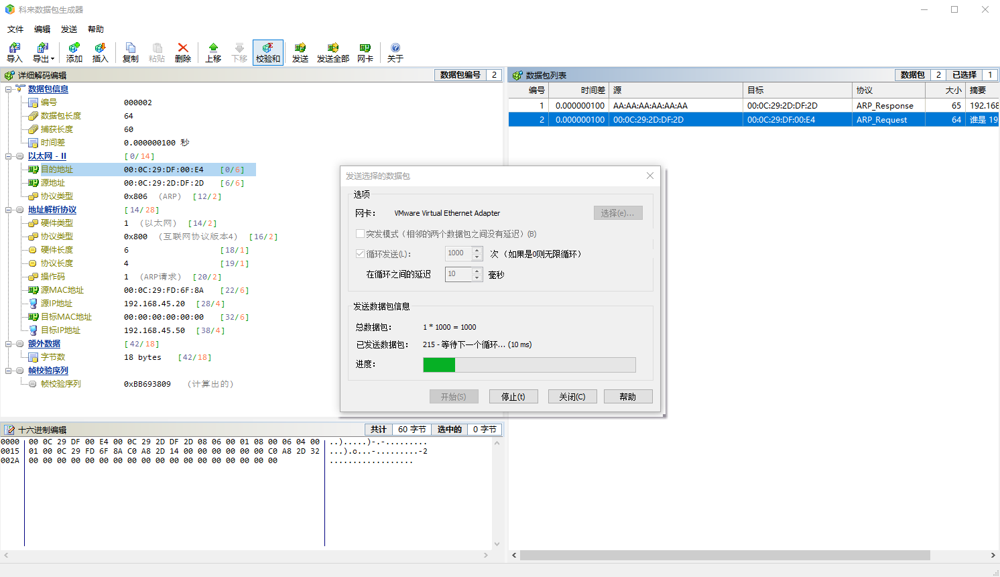 科来数据包生成器
文件 编辑 发送 帮助
导入 导出 添加 插入 复制 粘贴 删除 上移 下移 校验和 发送 发送全部 网卡 关于
详细解码编辑 数据包编号 2
数据包信息
编号 000002
数据包长度 64
捕获长度 60
时间差 0.000000100 秒
以太网 - II [0/14]
目的地址 00:0C:29:DF:00:E4 [0/6]
源地址 00:0C:29:2D:DF:2D [6/6]
协议类型 0x806 (ARP) [12/2]
地址解析协议 [14/28]
硬件类型 1 (以太网) [14/2]
协议类型 0x800 (互联网协议版本4) [16/2]
硬件长度 6 [18/1]
协议长度 4 [19/1]
操作码 1 (ARP请求) [20/2]
源MAC地址 00:0C:29:FD:6F:8A [22/6]
源IP地址 192.168.45.20 [28/4]
目标MAC地址 00:00:00:00:00:00 [32/6]
目标IP地址 192.168.45.50 [38/4]
额外数据 [42/18]
字节数 18 bytes [42/18]
帧校验序列
帧校验序列 0xBB693809 (计算出的)
数据包列表 数据包 2 已选择 1
编号 时间差 源 目标 协议 大小 摘要
1 0.000000100 AA:AA:AA:AA:AA:AA 00:0C:29:2D:DF:2D ARP_Response 65 192.168
2 0.000000100 00:0C:29:2D:DF:2D 00:0C:29:DF:00:E4 ARP_Request 64 谁是 19
发送选择的数据包
选项
网卡: VMware Virtual Ethernet Adapter 选择(e)...
突发模式(相邻的两个数据包之间没有延迟)(B)
循环发送(L): 1000 次 (如果是0则无限循环)
在循环之间的延迟 10 毫秒
发送数据包信息
总数据包: 1 * 1000 = 1000
已发送数据包: 215 - 等待下一个循环... (10 ms)
进度:
开始(S) 停止(t) 关闭(C) 帮助
十六进制编辑 共计 60 字节 选中的 0 字节
0000 00 0C 29 DF 00 E4 00 0C 29 2D DF 2D 08 06 00 01 08 00 06 04 00 ..).....)-.-.........
0015 01 00 0C 29 FD 6F 8A C0 A8 2D 14 00 00 00 00 00 00 C0 A8 2D 32 ...).o...-.........-2
002A 00 00 00 00 00 00 00 00 00 00 00 00 00 00 00 00 00 00 ..................